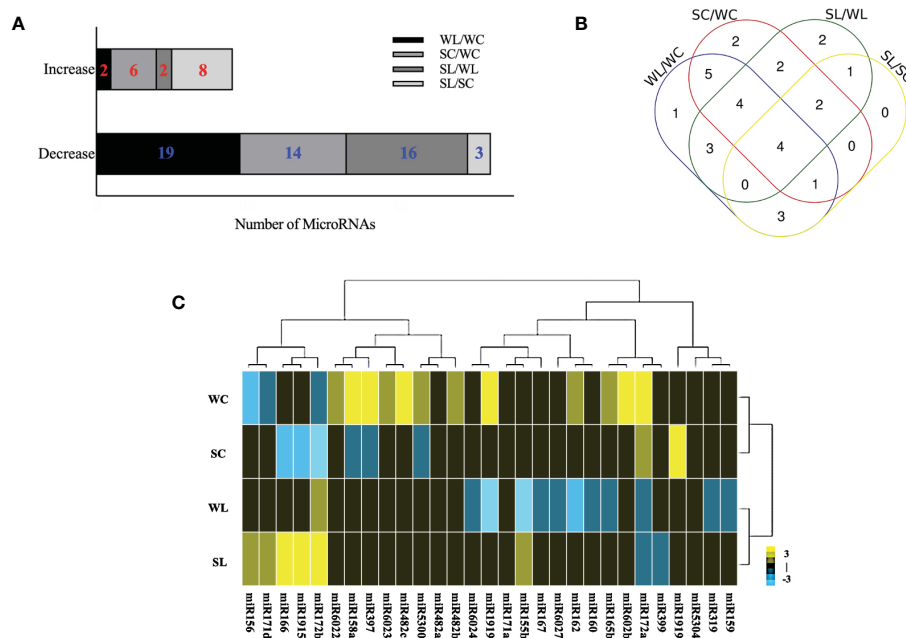 A
WL/WC
SC/WC
SL/WL
SL/SC
Increase
2 6 2 8
Decrease
19 14 16 3
Number of MicroRNAs
B
SC/WC
SL/WL
WL/WC
SL/SC
2 2
5 2 1
1 4 2 0
3 4 0
0 1
3
C
WC
SC
WL
SL
3
-3
miR156
miR171d
miR166
miR1915
miR172b
miR6022
miR158a
miR397
miR6023
miR482c
miR5300
miR482a
miR482b
miR6024
miR1919
miR171a
miR155b
miR167
miR6027
miR162
miR160
miR165b
miR602b
miR172a
miR399
miR1919
miR5304
miR319
miR159